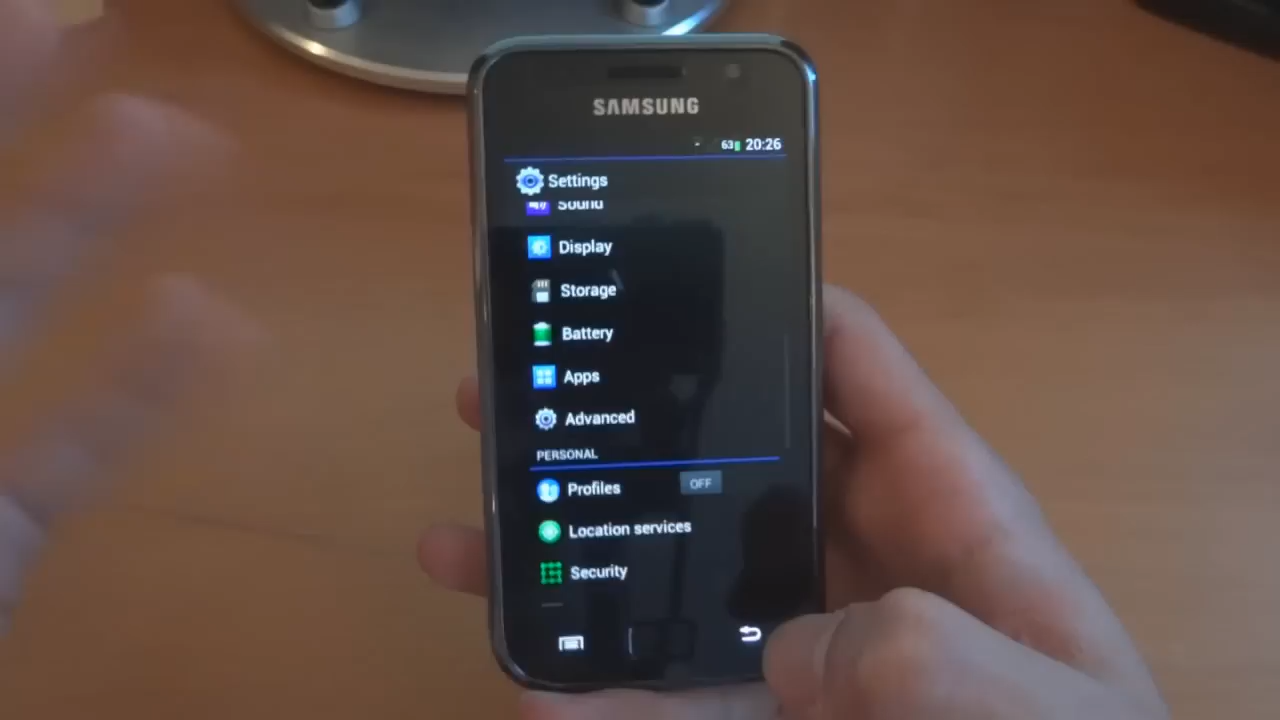 SAMSUNG
63 20:26
Settings
Sound
Display
Storage
Battery
Apps
Advanced
PERSONAL
Profiles OFF
Location services
Security